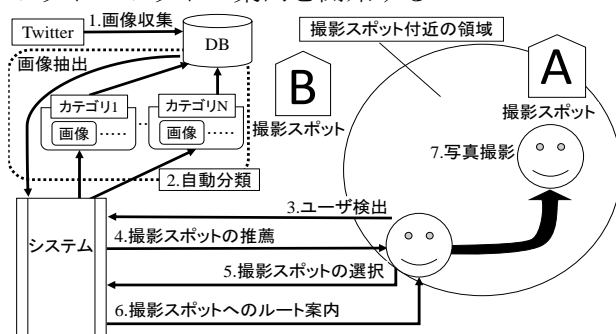 1.画像収集
Twitter
DB
画像抽出
カテゴリ1
画像 ……
…
カテゴリN
画像 ……
2.自動分類
撮影スポット付近の領域
B
撮影スポット
A
撮影スポット
7.写真撮影
3.ユーザ検出
システム
4.撮影スポットの推薦
5.撮影スポットの選択
6.撮影スポットへのルート案内